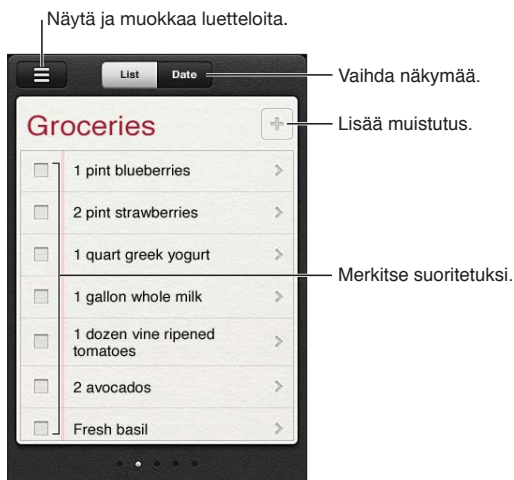 Näytä ja muokkaa luetteloita.
List Date
Vaihda näkymää.
Groceries
Lisää muistutus.
1 pint blueberries
2 pint strawberries
1 quart greek yogurt
Merkitse suoritetuksi.
1 gallon whole milk
1 dozen vine ripened
tomatoes
2 avocados
Fresh basil